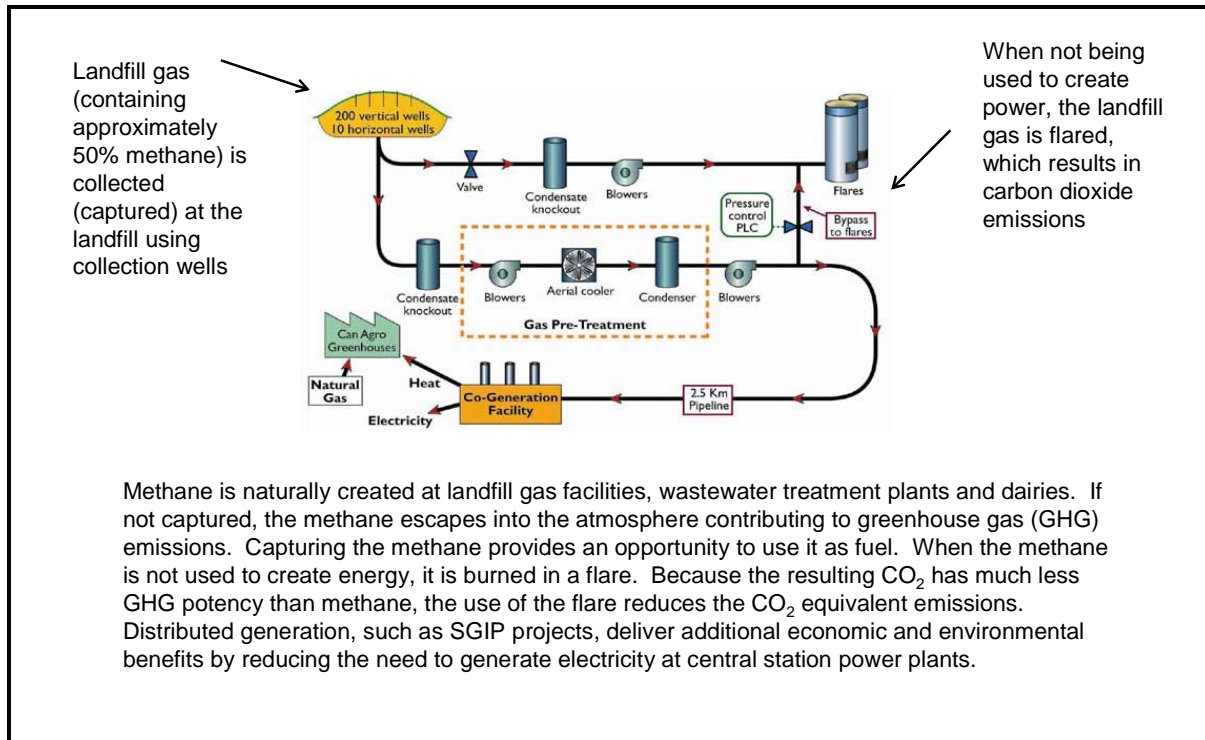 Landfill gas
(containing
approximately
50% methane) is
collected
(captured) at the
landfill using
collection wells
When not being
used to create
power, the landfill
gas is flared,
which results in
carbon dioxide
emissions
200 vertical wells
10 horizontal wells
Valve
Condensate
knockout
Blowers
Flares
Pressure
control
PLC
Bypass
to flares
Condensate
knockout
Blowers
Aerial cooler
Condenser
Blowers
Gas Pre-Treatment
Can Agro
Greenhouses
Natural
Gas
Heat
Electricity
Co-Generation
Facility
2.5 Km
Pipeline
Methane is naturally created at landfill gas facilities, wastewater treatment plants and dairies. If
not captured, the methane escapes into the atmosphere contributing to greenhouse gas (GHG)
emissions. Capturing the methane provides an opportunity to use it as fuel. When the methane
is not used to create energy, it is burned in a flare. Because the resulting CO₂ has much less
GHG potency than methane, the use of the flare reduces the CO₂ equivalent emissions.
Distributed generation, such as SGIP projects, deliver additional economic and environmental
benefits by reducing the need to generate electricity at central station power plants.